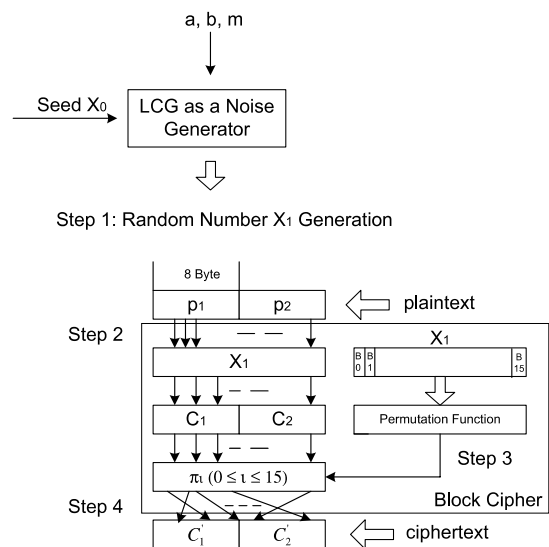 a, b, m
Seed X₀
LCG as a Noise
Generator
Step 1: Random Number X₁ Generation
8 Byte
p₁ p₂
plaintext
Step 2
X₁
X₁
B
0
B
1
B
15
C₁ C₂
Permutation Function
Step 3
πι (0 ≤ ι ≤ 15)
Step 4
Block Cipher
C₁' C₂'
ciphertext